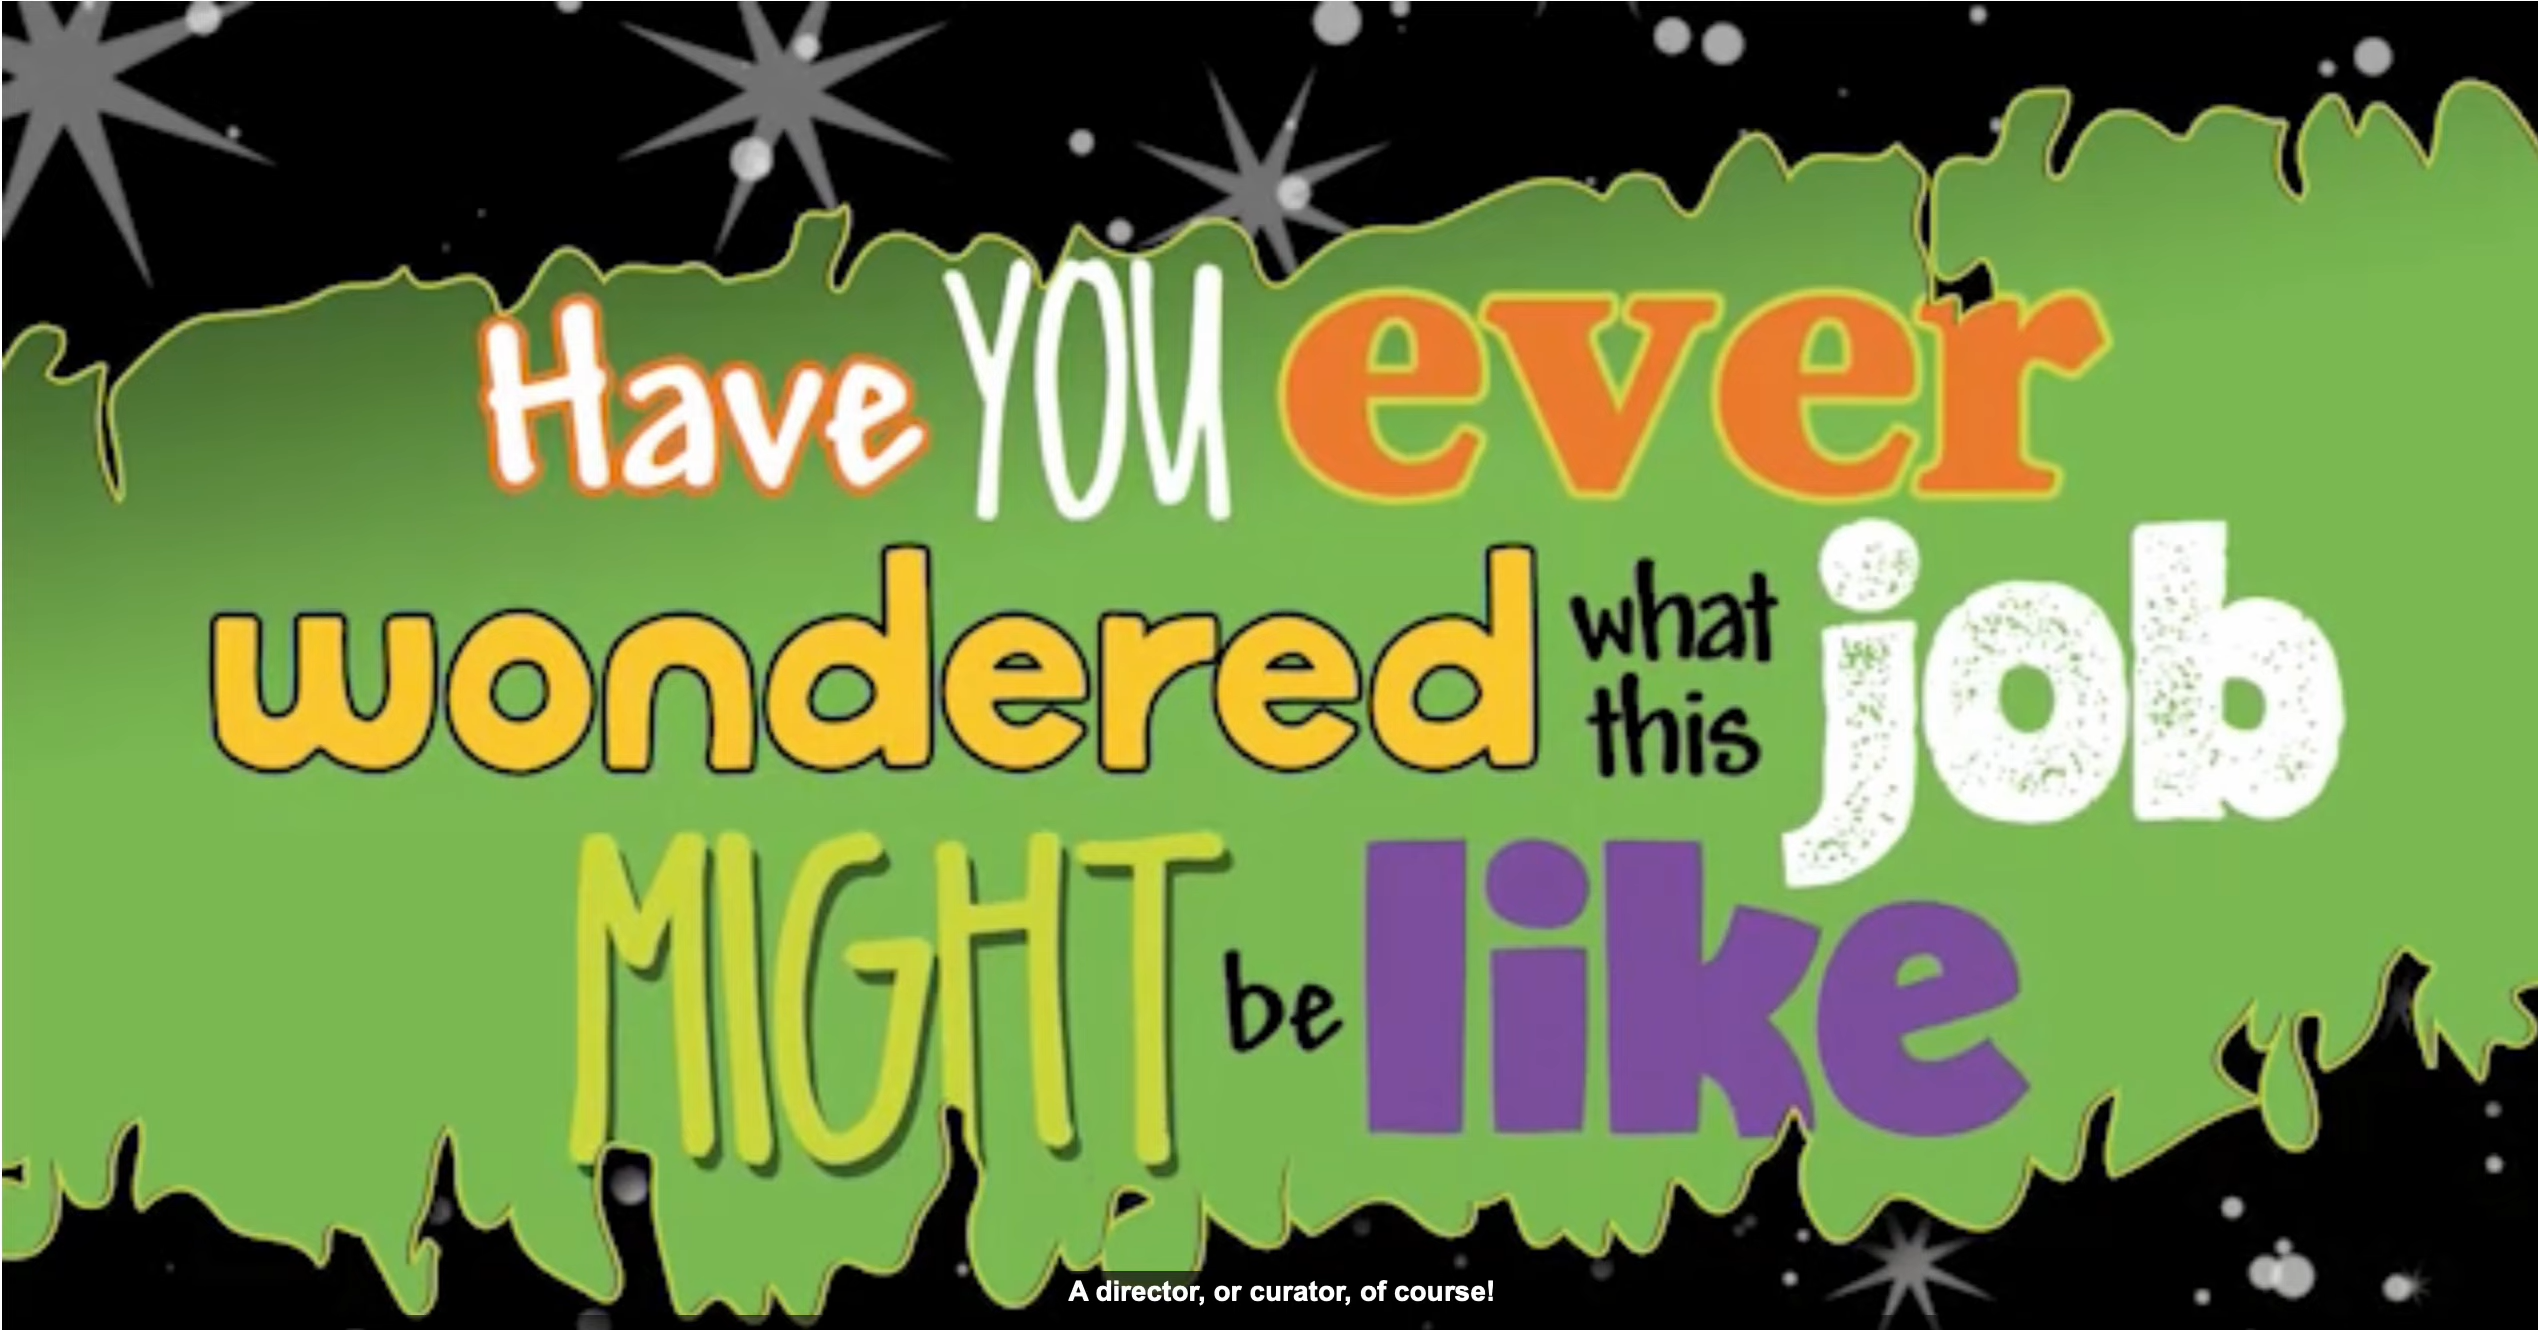 Have YOU ever
wondered what this job
MIGHT be like
A director, or curator, of course!